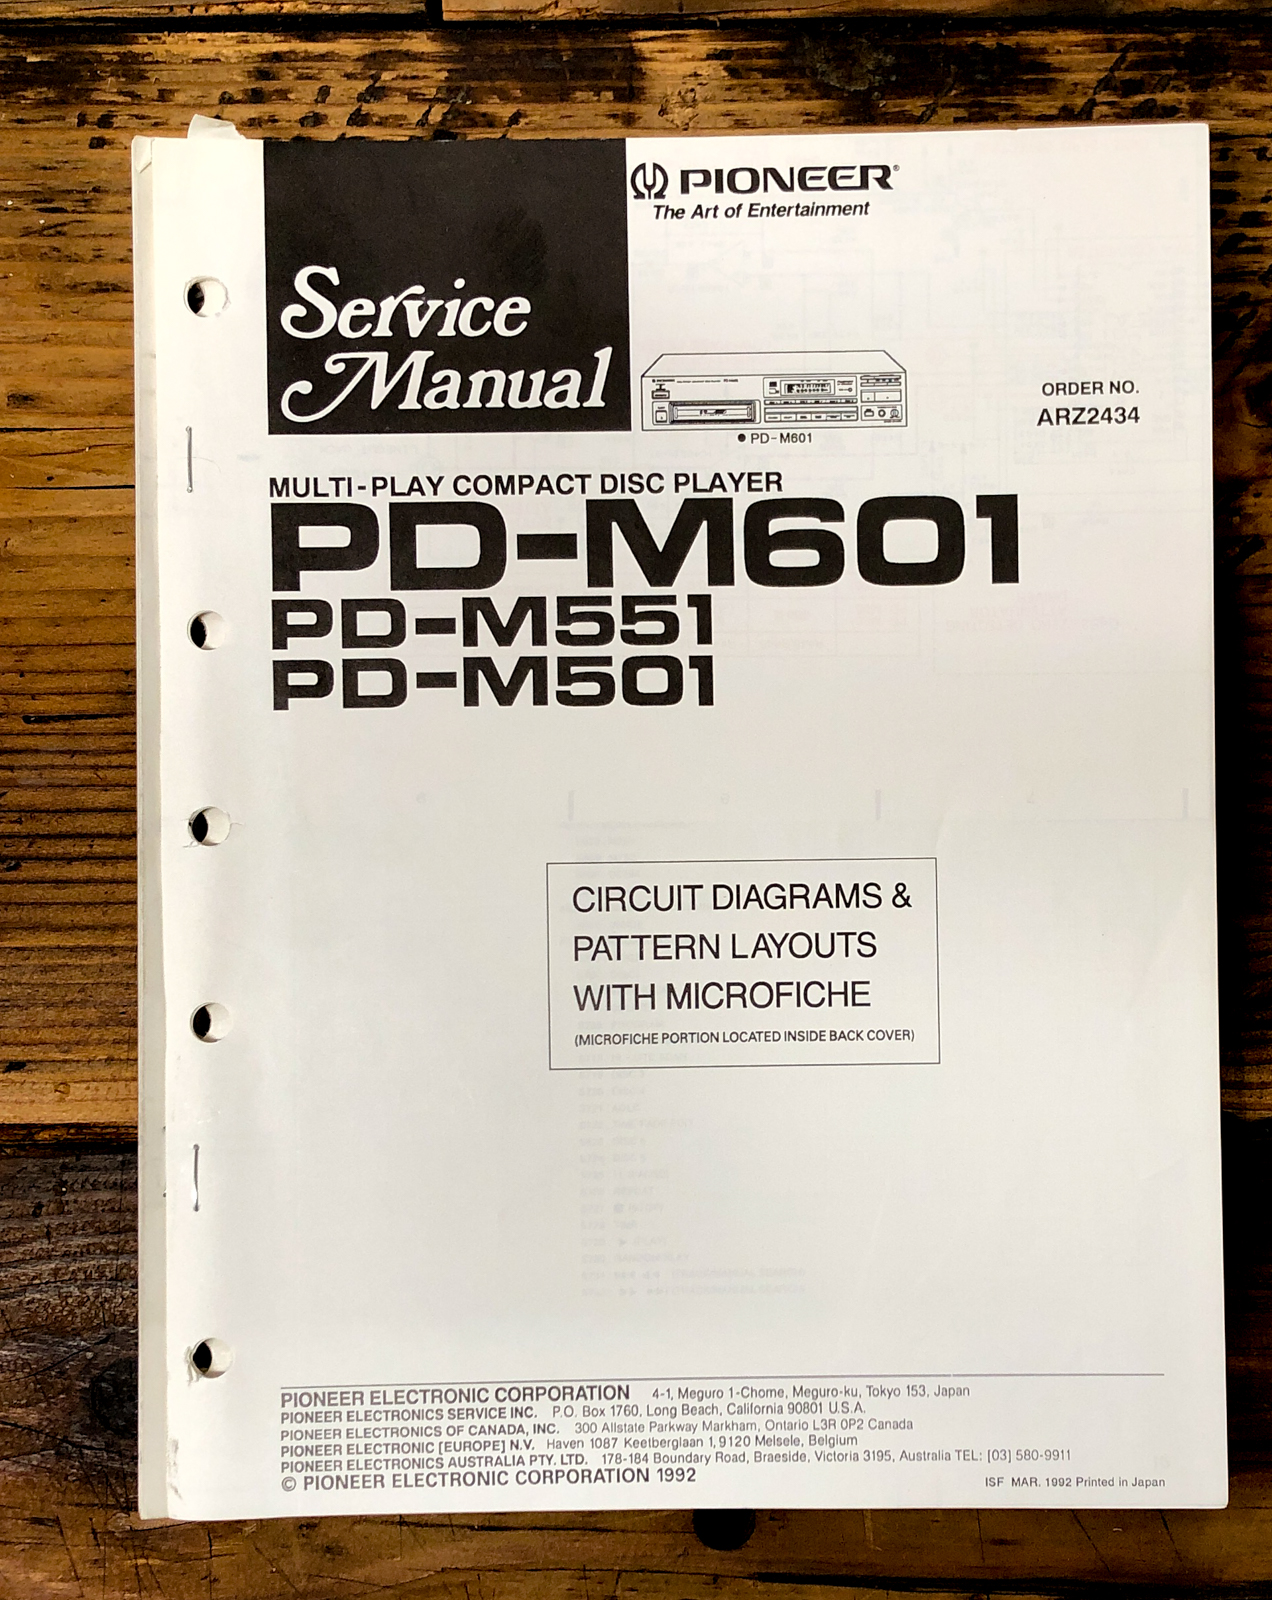 PIONEER®
The Art of Entertainment
Service
Manual
PD-M601
ORDER NO.
ARZ2434
MULTI-PLAY COMPACT DISC PLAYER
PD-M601
PD-M551
PD-M501
CIRCUIT DIAGRAMS &
PATTERN LAYOUTS
WITH MICROFICHE
(MICROFICHE PORTION LOCATED INSIDE BACK COVER)
PIONEER ELECTRONIC CORPORATION 4-1, Meguro 1-Chome, Meguro-ku, Tokyo 153, Japan
PIONEER ELECTRONICS SERVICE INC. P.O. Box 1760, Long Beach, California 90801 U.S.A.
PIONEER ELECTRONICS OF CANADA, INC. 300 Allstate Parkway Markham, Ontario L3R 0P2 Canada
PIONEER ELECTRONIC [EUROPE] N.V. Haven 1087 Keetberglaan 1, 9120 Melsele, Belgium
PIONEER ELECTRONICS AUSTRALIA PTY. LTD. 178-184 Boundary Road, Braeside, Victoria 3195, Australia TEL: [03] 580-9911
© PIONEER ELECTRONIC CORPORATION 1992
ISF MAR. 1992 Printed in Japan